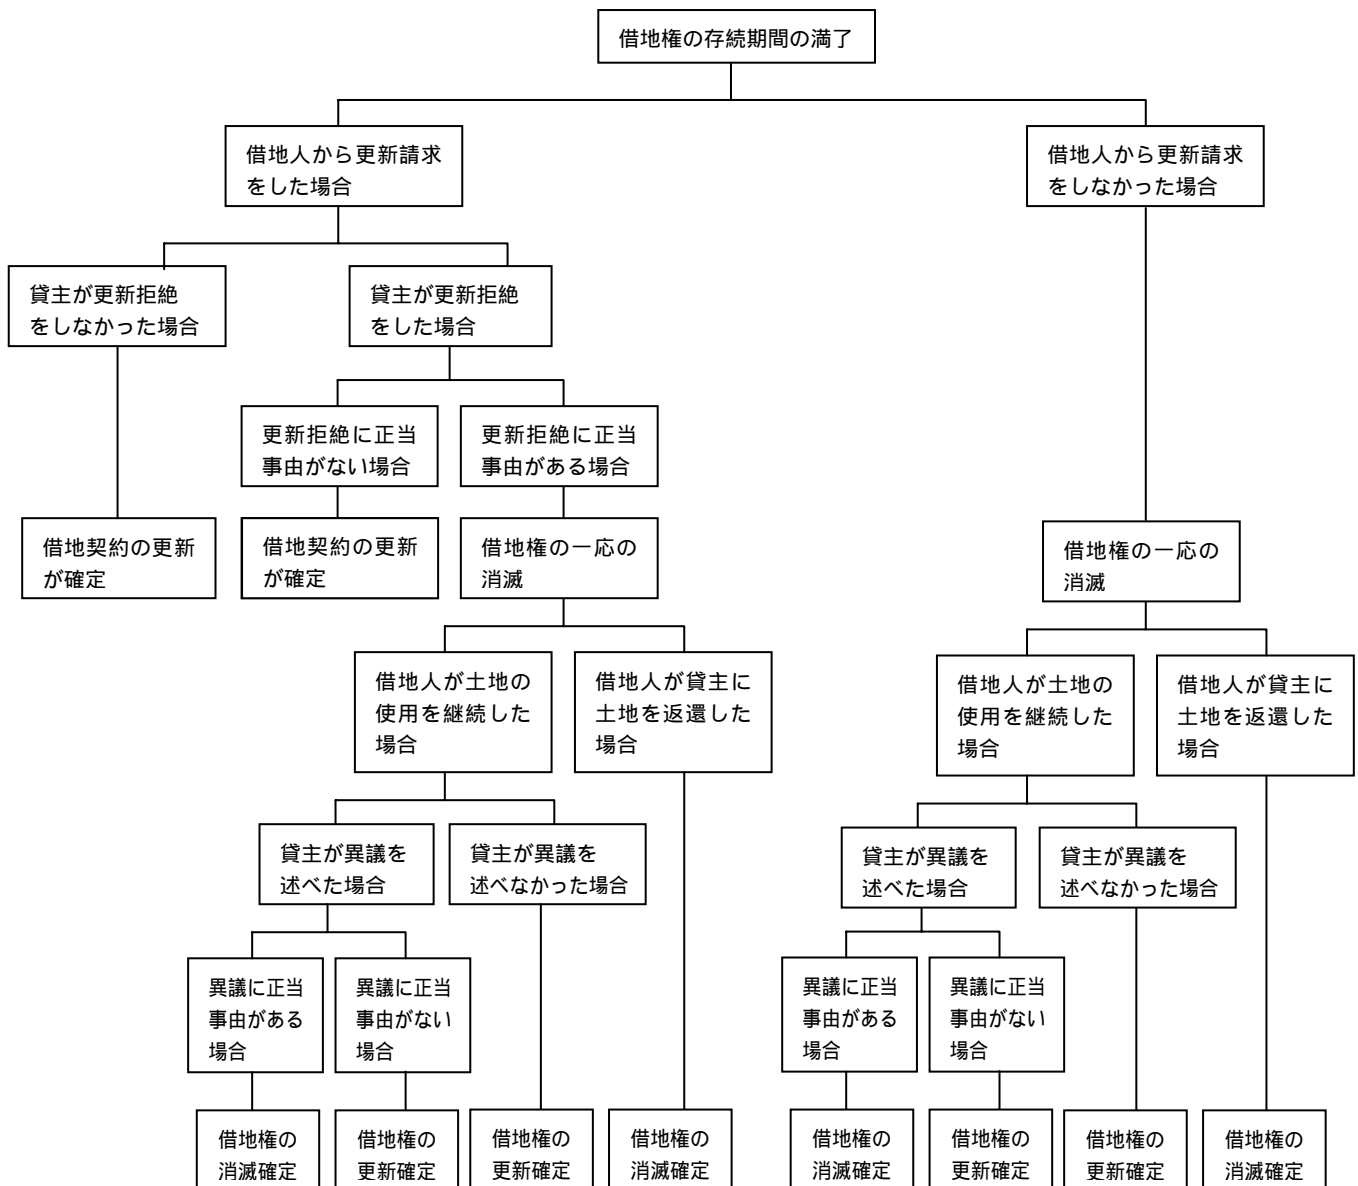 借地権の存続期間の満了
借地人から更新請求
をした場合
借地人から更新請求
をしなかった場合
貸主が更新拒絶
をしなかった場合
貸主が更新拒絶
をした場合
更新拒絶に正当
事由がない場合
更新拒絶に正当
事由がある場合
借地契約の更新
が確定
借地契約の更新
が確定
借地権の一応の
消滅
借地権の一応の
消滅
借地人が土地の
使用を継続した
場合
借地人が貸主に
土地を返還した
場合
借地人が土地の
使用を継続した
場合
借地人が貸主に
土地を返還した
場合
貸主が異議を
述べた場合
貸主が異議を
述べなかった場合
貸主が異議を
述べた場合
貸主が異議を
述べなかった場合
異議に正当
事由がある
場合
異議に正当
事由がない
場合
異議に正当
事由がある
場合
異議に正当
事由がない
場合
借地権の
消滅確定
借地権の
更新確定
借地権の
更新確定
借地権の
消滅確定
借地権の
消滅確定
借地権の
更新確定
借地権の
更新確定
借地権の
消滅確定